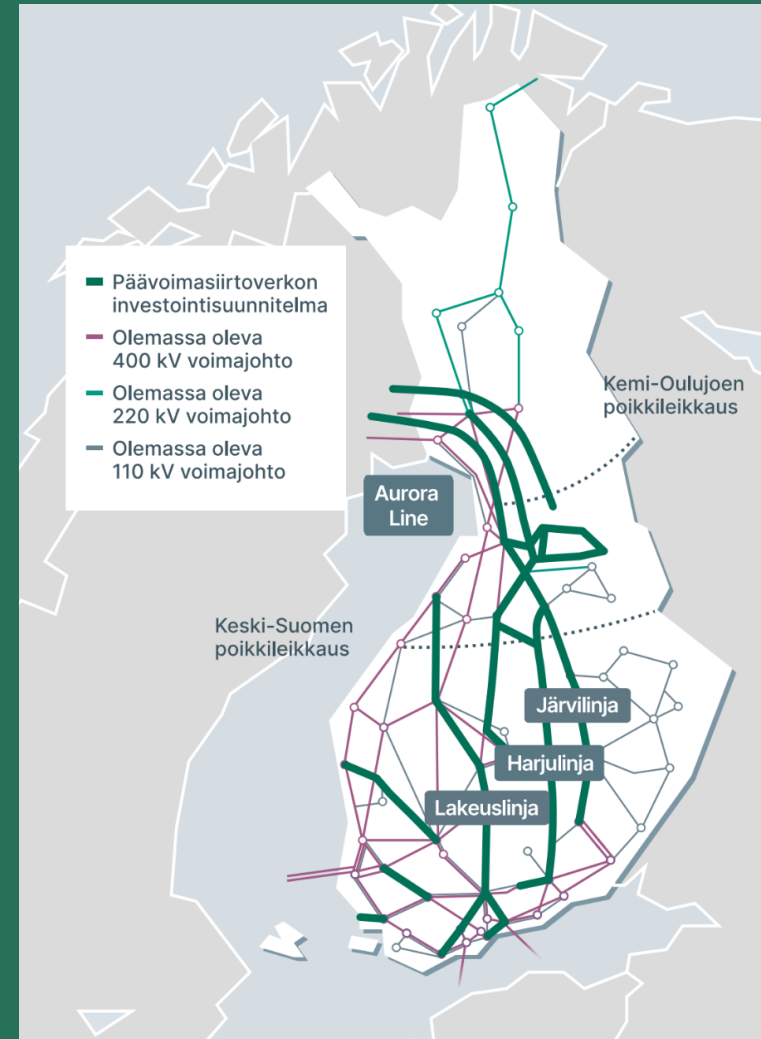 Päävoimasiirtoverkon
investointisuunnitelma
Olemassa oleva
400 kV voimajohto
Olemassa oleva
220 kV voimajohto
Olemassa oleva
110 kV voimajohto
Kemi-Oulujoen
poikkileikkaus
Aurora
Line
Keski-Suomen
poikkileikkaus
Järvilinja
Harjulinja
Lakeuslinja